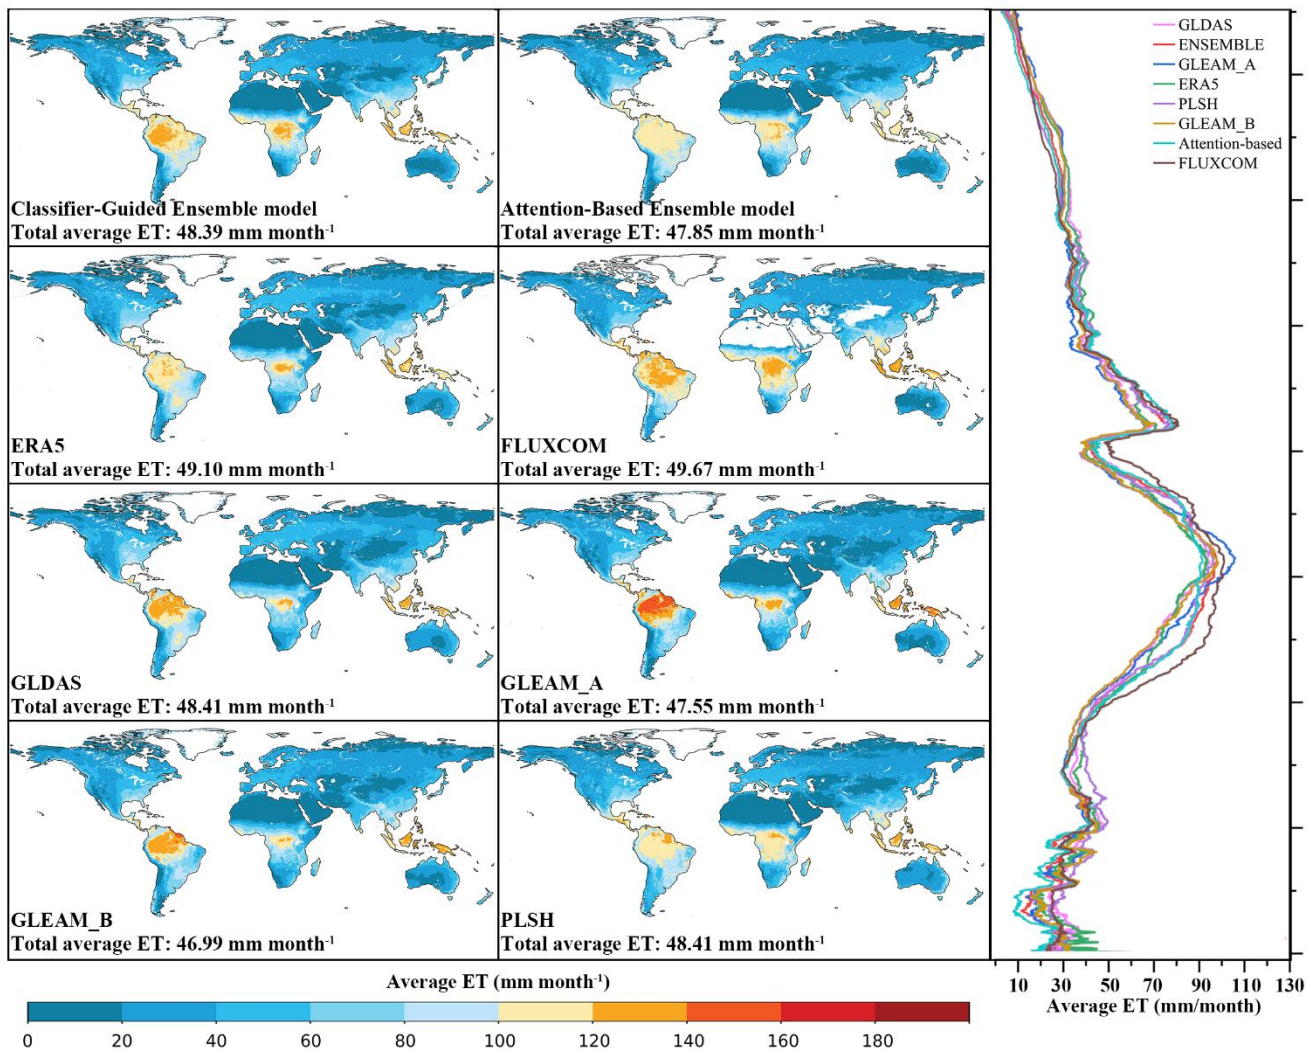 Classifier-Guided Ensemble model
Total average ET: 48.39 mm month⁻¹
Attention-Based Ensemble model
Total average ET: 47.85 mm month⁻¹
ERA5
Total average ET: 49.10 mm month⁻¹
FLUXCOM
Total average ET: 49.67 mm month⁻¹
GLDAS
Total average ET: 48.41 mm month⁻¹
GLEAM_A
Total average ET: 47.55 mm month⁻¹
GLEAM_B
Total average ET: 46.99 mm month⁻¹
PLSH
Total average ET: 48.41 mm month⁻¹
GLDAS
ENSEMBLE
GLEAM_A
ERA5
PLSH
GLEAM_B
Attention-based
FLUXCOM
10 30 50 70 90 110 130
Average ET (mm/month)
Average ET (mm month⁻¹)
0 20 40 60 80 100 120 140 160 180